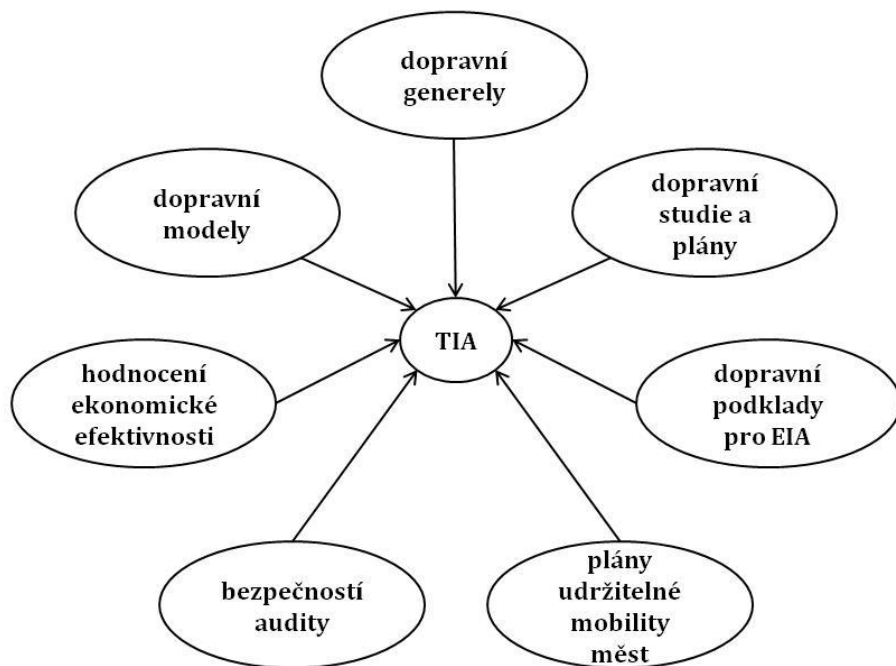 dopravní
generely
dopravní
modely
dopravní
studie a
plány
TIA
hodnocení
ekonomické
efektivnosti
dopravní
podklady
pro EIA
bezpečností
audity
plány
udržitelné
mobility
měst